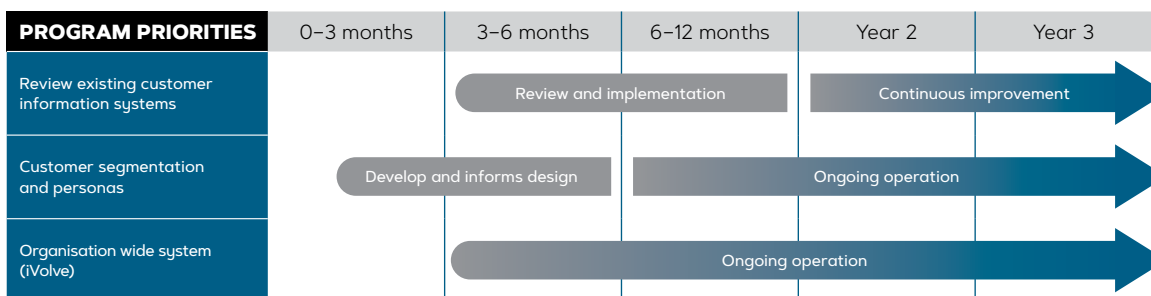 PROGRAM PRIORITIES 0–3 months 3–6 months 6–12 months Year 2 Year 3
Review existing customer
information systems
Review and implementation Continuous improvement
Customer segmentation
and personas
Develop and informs design Ongoing operation
Organisation wide system
(iVolve)
Ongoing operation